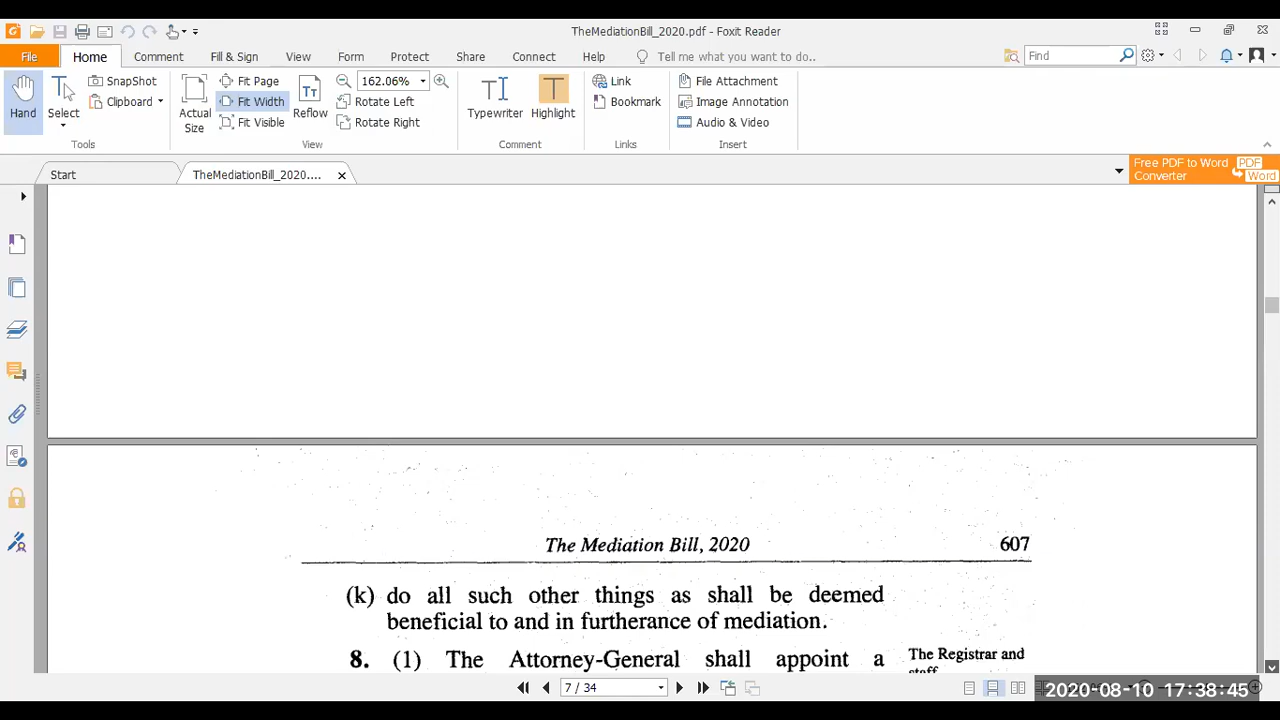 TheMediationBill_2020.pdf - Foxit Reader
File Home Comment Fill & Sign View Form Protect Share Connect Help Tell me what you want to do.. Find
Hand
Select
SnapShot
Clipboard
Tools
Actual Size
Fit Page
Fit Width
Fit Visible
Reflow
162.06%
Rotate Left
Rotate Right
View
Typewriter
Highlight
Comment
Link
Bookmark
Links
File Attachment
Image Annotation
Audio & Video
Insert
Start TheMediationBill_2020....
Free PDF to Word
Converter
PDF
Word
The Mediation Bill, 2020 607
(k) do all such other things as shall be deemed
beneficial to and in furtherance of mediation.
8. (1) The Attorney-General shall appoint a
The Registrar and
staff
7 / 34
2020-08-10 17:38:45